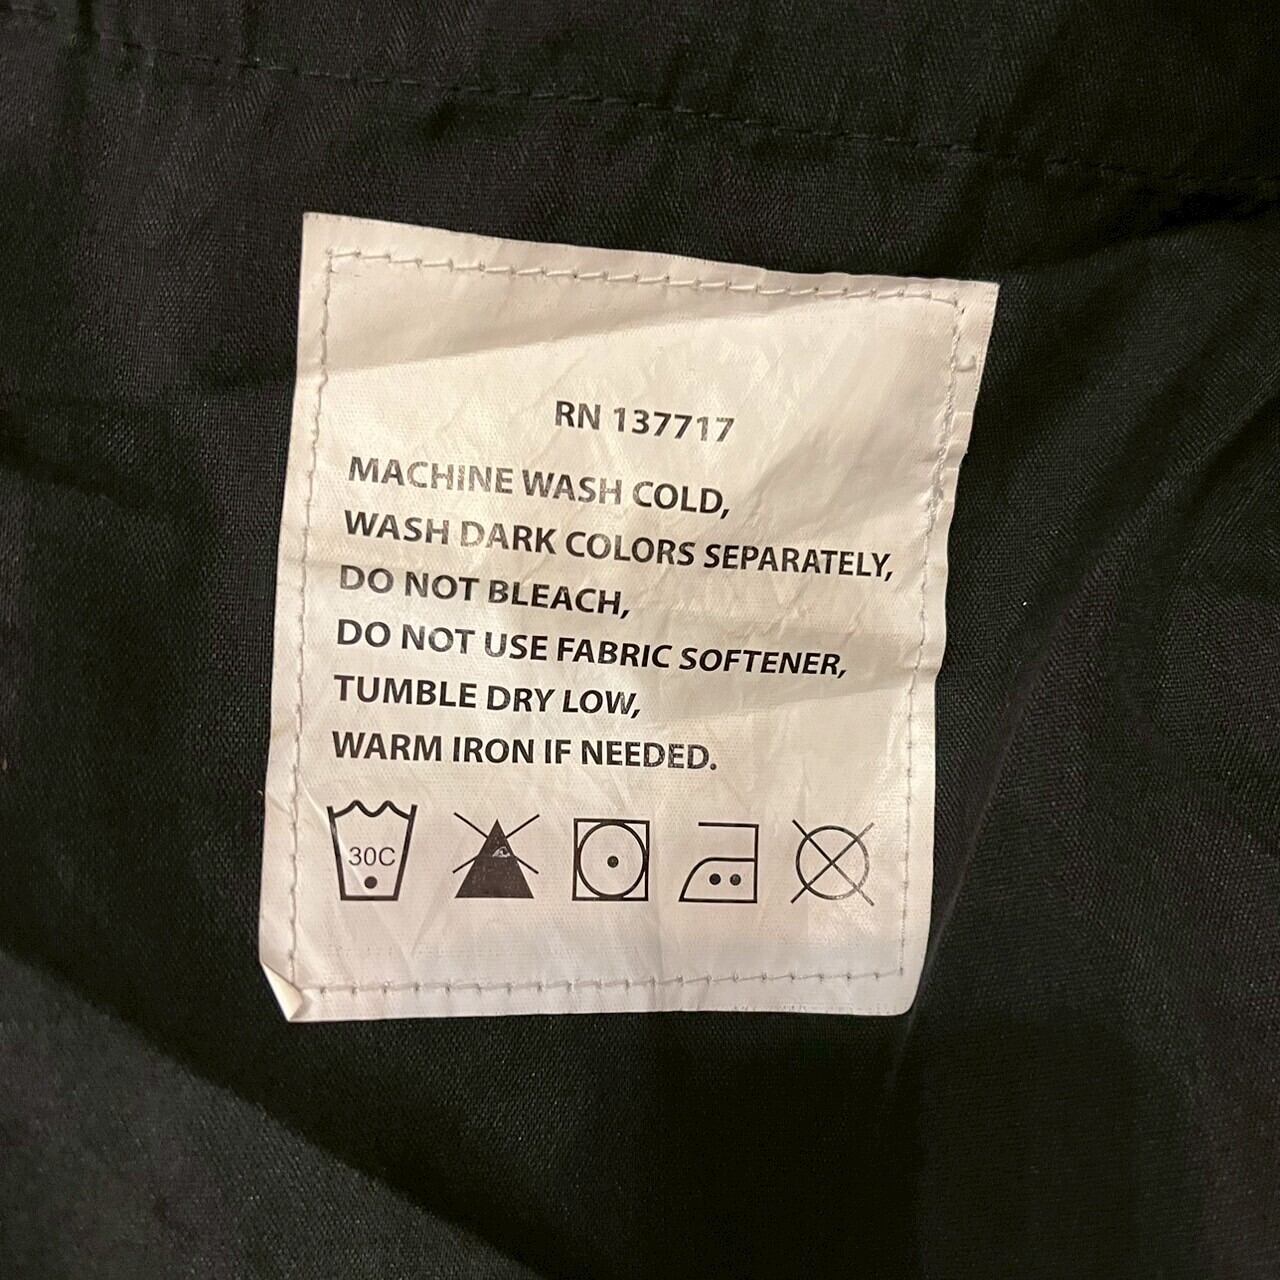 RN 137717
MACHINE WASH COLD,
WASH DARK COLORS SEPARATELY,
DO NOT BLEACH,
DO NOT USE FABRIC SOFTENER,
TUMBLE DRY LOW,
WARM IRON IF NEEDED.
30C